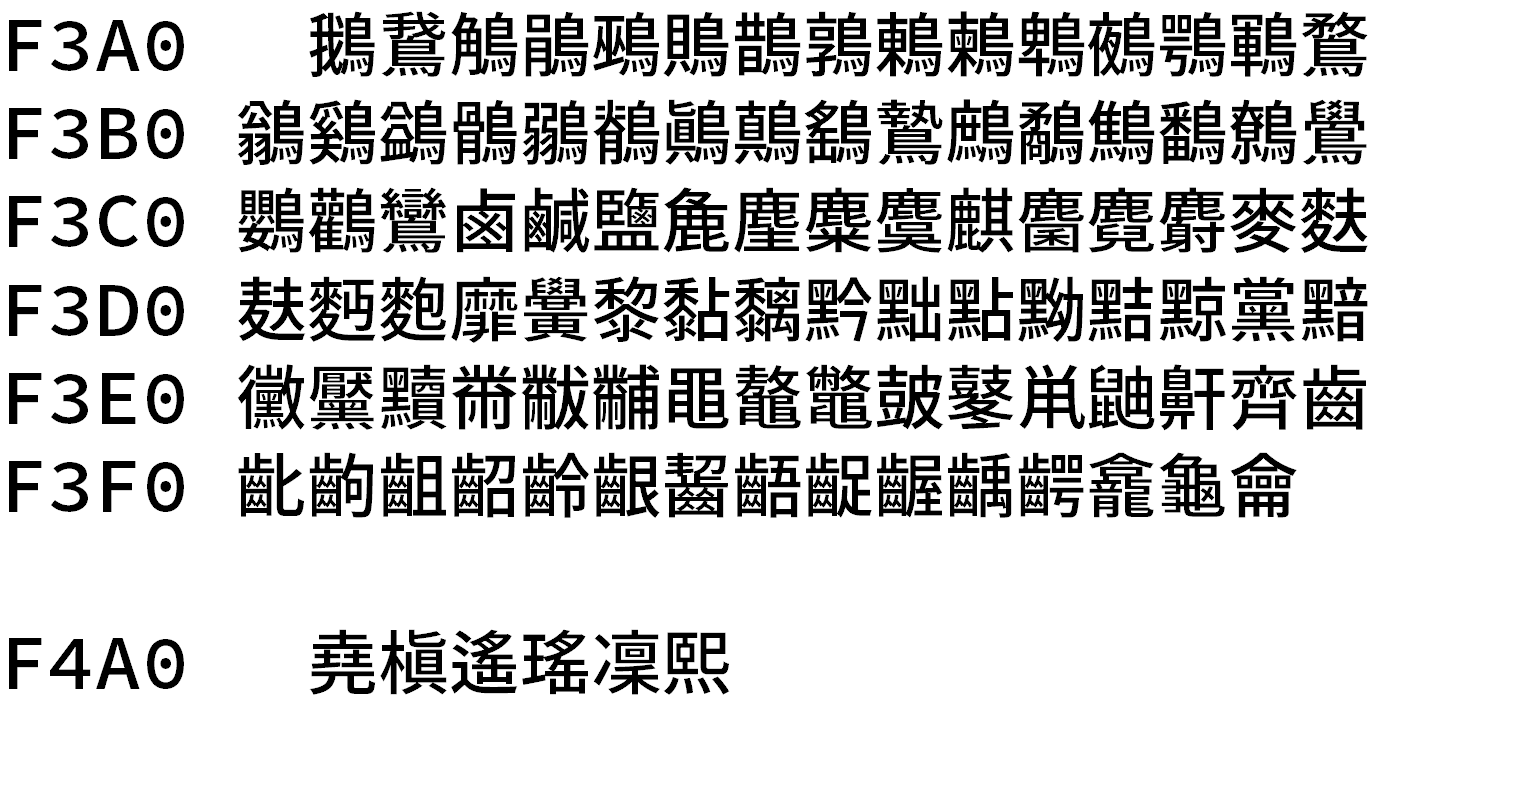 F3A0 鵝鵞鵤鵑鵐鵙鵲鶉鶇鶫鵯鵺鶚鶤鶩
F3B0 鶲鷄鷁鶻鶸鶺鷆鷏鷂鷙鷓鷸鷦鷭鷯鷽
F3C0 鸚鸛鸞鹵鹹鹽麁麈麋麌麒麕麑麝麥麩
F3D0 麸麪麭靡黌黎黏黐黔黜點黝黠黥黨黯
F3E0 黴黶黷黹黻黼黽鼇鼈皷鼕鼡鼬鼾齊齒
F3F0 齔齣齟齠齡齦齧齬齪齷齲齶龕龜龠
F4A0 堯槇遙瑤凜熙